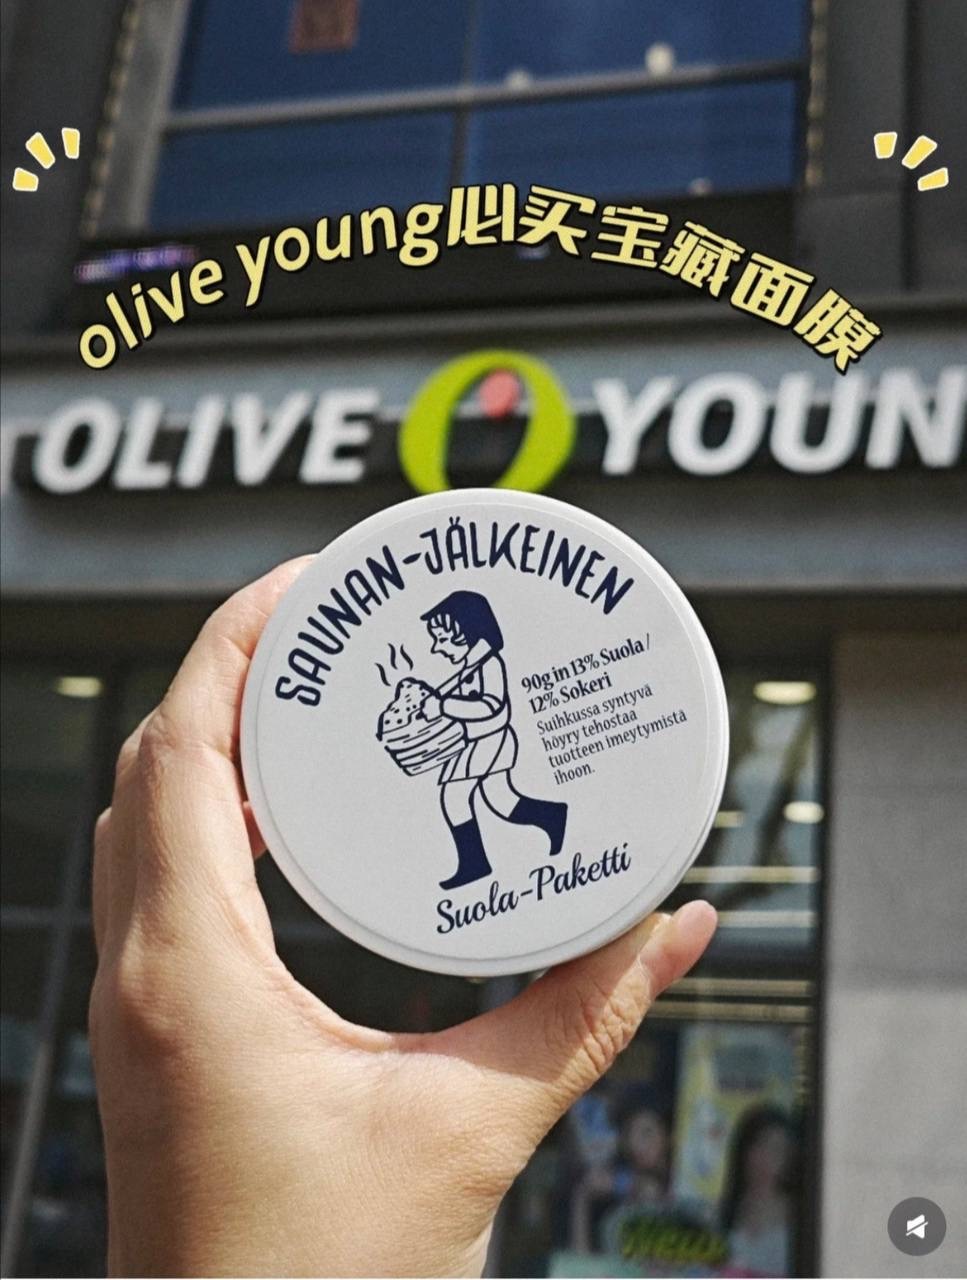 olive young必买宝藏面膜
OLIVE YOUN
SAUNAN-JÄLKEINEN
90g in 13% Suola /
12% Sokeri
Suihkussa syntyvä
höyry tehostaa
tuotteen imeytymistä
ihoon.
Suola-Paketti
New